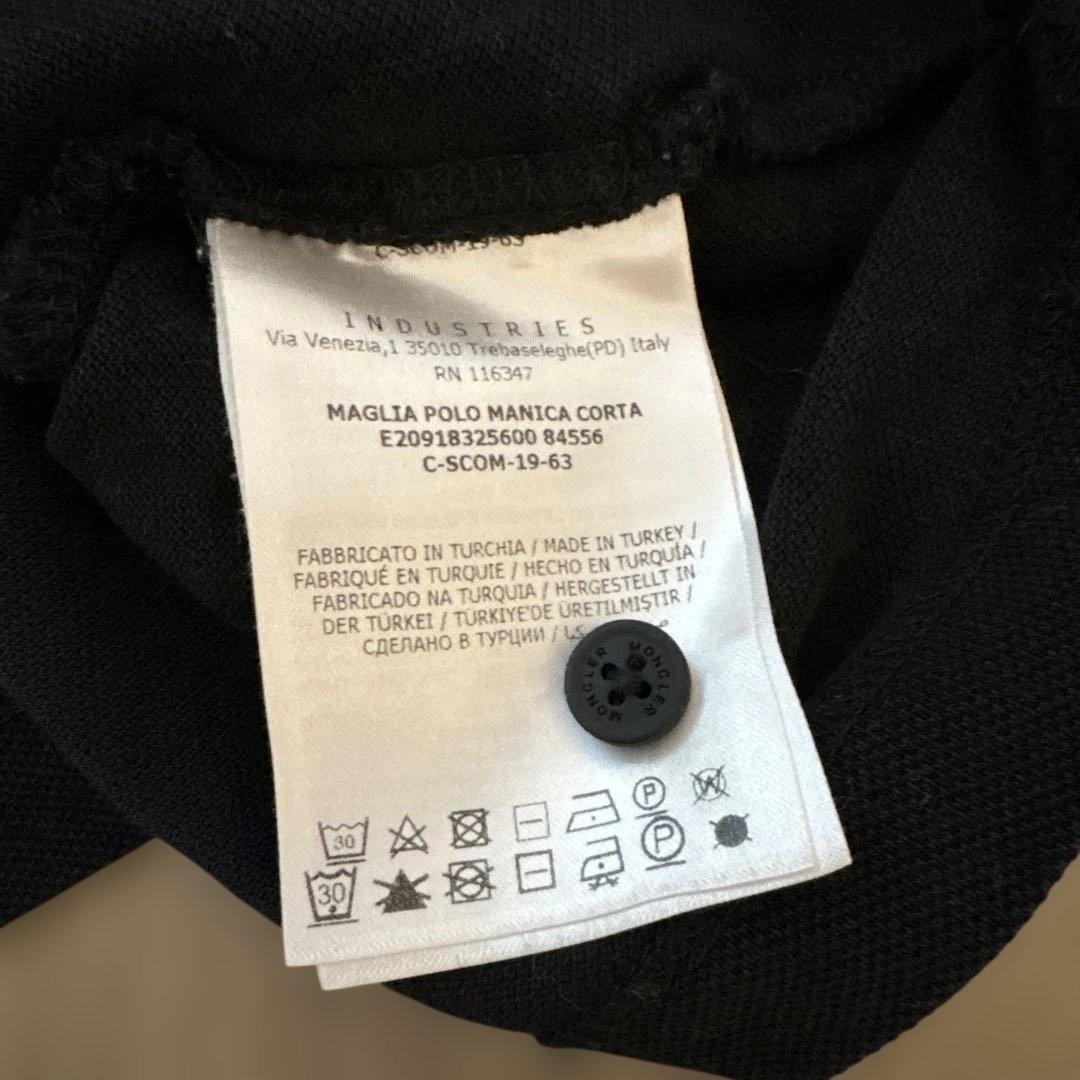 C-SCOM-19-63
INDUSTRIES
Via Venezia,1 35010 Trebaseleghe(PD) Italy
RN 116347
MAGLIA POLO MANICA CORTA
E20918325600 84556
C-SCOM-19-63
FABBRICATO IN TURCHIA / MADE IN TURKEY /
FABRIQUÉ EN TURQUIE / HECHO EN TURQUÍA /
FABRICADO NA TURQUIA / HERGESTELLT IN
DER TÜRKEI / TÜRKIYE'DE ÜRETILMIŞTIR /
СДЕЛАНО В ТУРЦИИ /
MONCLER MONCLER
30 P W
30 P